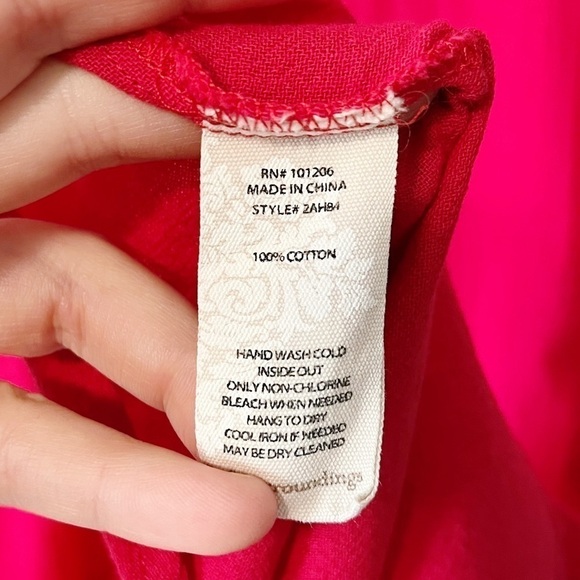 RN# 101206
MADE IN CHINA
STYLE# 2AH84
100% COTTON
HAND WASH COLD
INSIDE OUT
ONLY NON-CHLORINE
BLEACH WHEN NEEDED
HANG TO DRY
COOL IRON IF NEEDED
MAY BE DRY CLEANED